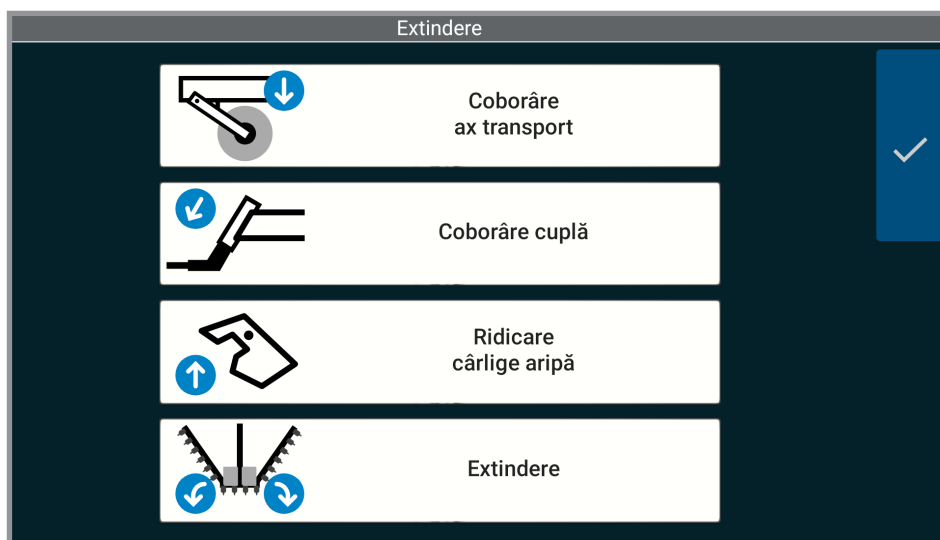 Extindere
Coborâre
ax transport
Coborâre cuplă
Ridicare
cârlige aripă
Extindere